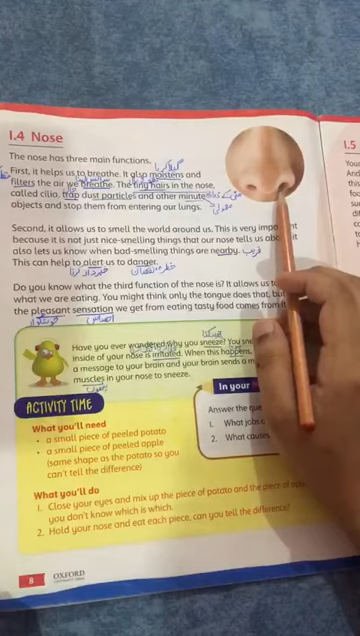 1.4 Nose
The nose has three main functions.
First, it helps us to breathe. It also moistens and
filters the air we breathe. The tiny hairs in the nose,
called cilia, trap dust particles and other minute
objects and stop them from entering our lungs.
Second, it allows us to smell the world around us. This is very important
because it is not just nice-smelling things that our nose tells us about, it
also lets us know when bad-smelling things are nearby. قریب
This can help to alert us to danger.
خبردار کرنا
Do you know what the third function of the nose is? It allows us to
what we are eating. You might think only the tongue does that, but
the pleasant sensation we get from eating tasty food comes from it
خوشگوار احساس
چھینکنا
Have you ever wandered why you sneeze? You
inside of your nose is irritated. When this happens,
a message to your brain and your brain sends a m
muscles in your nose to sneeze.
ACTIVITY TIME
What you'll need
• a small piece of peeled potato
• a small piece of peeled apple
(same shape as the potato so you
can't tell the difference)
What you'll do
1. Close your eyes and mix up the piece of potato and the piece of
you don't know which is which.
2. Hold your nose and eat each piece, can you tell the difference?
In your
Answer the que
1. What jobs
2. What causes
8
OXFORD
1.5
You
And